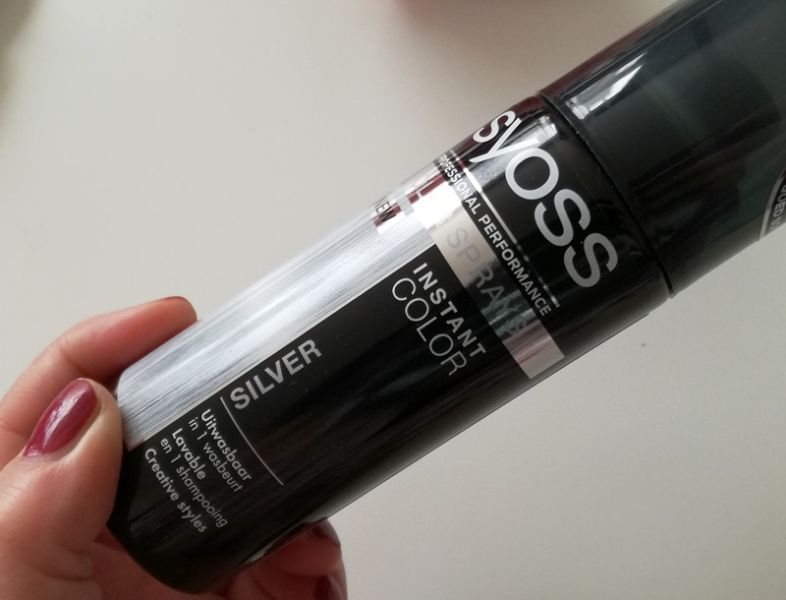 syoss
PROFESSIONAL PERFORMANCE
SPRAY
INSTANT
COLOR
SILVER
Uitwasbaar
in 1 wasbeurt
Lavable
en 1 shampooing
Creative styles